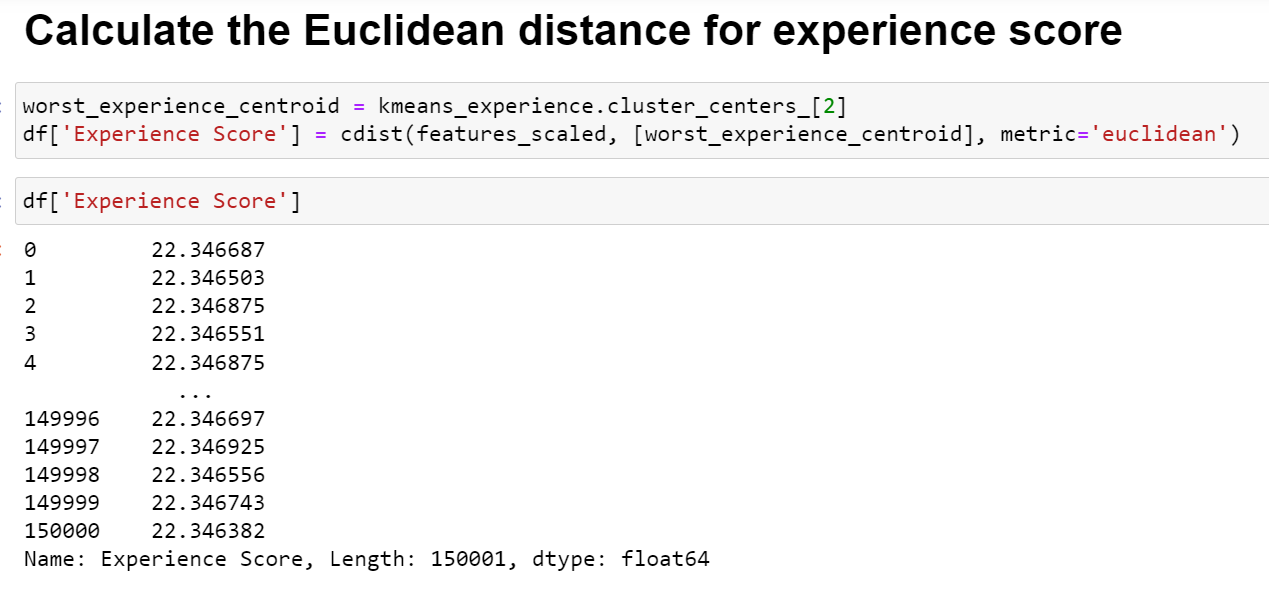 Calculate the Euclidean distance for experience score
worst_experience_centroid = kmeans_experience.cluster_centers_[2]
df['Experience Score'] = cdist(features_scaled, [worst_experience_centroid], metric='euclidean')
df['Experience Score']
0 22.346687
1 22.346503
2 22.346875
3 22.346551
4 22.346875
...
149996 22.346697
149997 22.346925
149998 22.346556
149999 22.346743
150000 22.346382
Name: Experience Score, Length: 150001, dtype: float64